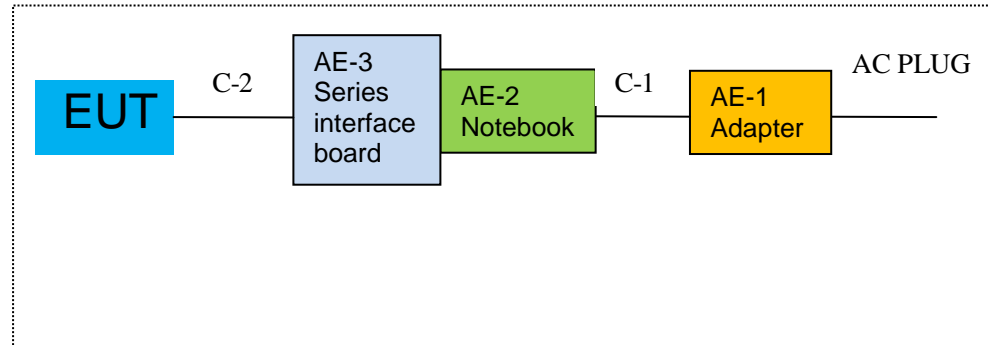 EUT
C-2
AE-3
Series
interface
board
AE-2
Notebook
C-1
AE-1
Adapter
AC PLUG